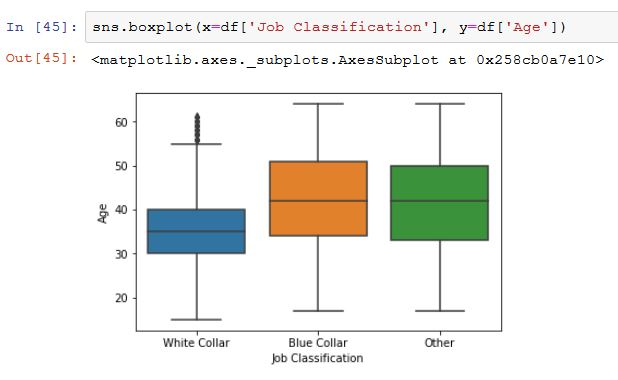 In [45]: sns.boxplot(x=df['Job Classification'], y=df['Age'])
Out[45]: <matplotlib.axes._subplots.AxesSubplot at 0x258cb0a7e10>
60
50
40
30
20
Age
White Collar Blue Collar Other
Job Classification